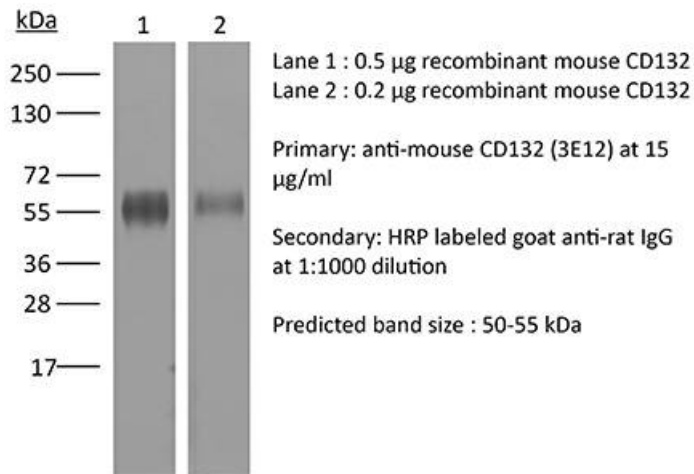 kDa
1 2
250
130
72
55
36
28
17
Lane 1 : 0.5 µg recombinant mouse CD132
Lane 2 : 0.2 µg recombinant mouse CD132
Primary: anti-mouse CD132 (3E12) at 15
µg/ml
Secondary: HRP labeled goat anti-rat IgG
at 1:1000 dilution
Predicted band size : 50-55 kDa